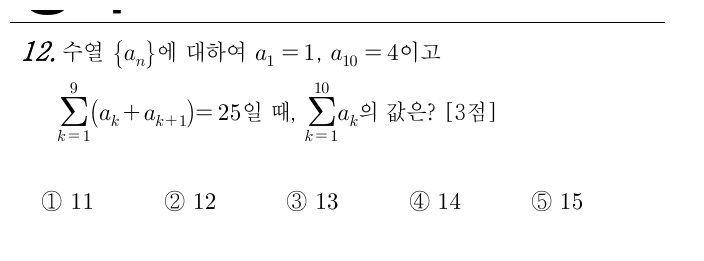 12. 수열 {aₙ}에 대하여 a₁ = 1, a₁₀ = 4이고
∑_{k=1}^{9}(aₖ + aₖ₊₁) = 25일 때, ∑_{k=1}^{10} aₖ의 값은? [3점]
① 11 ② 12 ③ 13 ④ 14 ⑤ 15